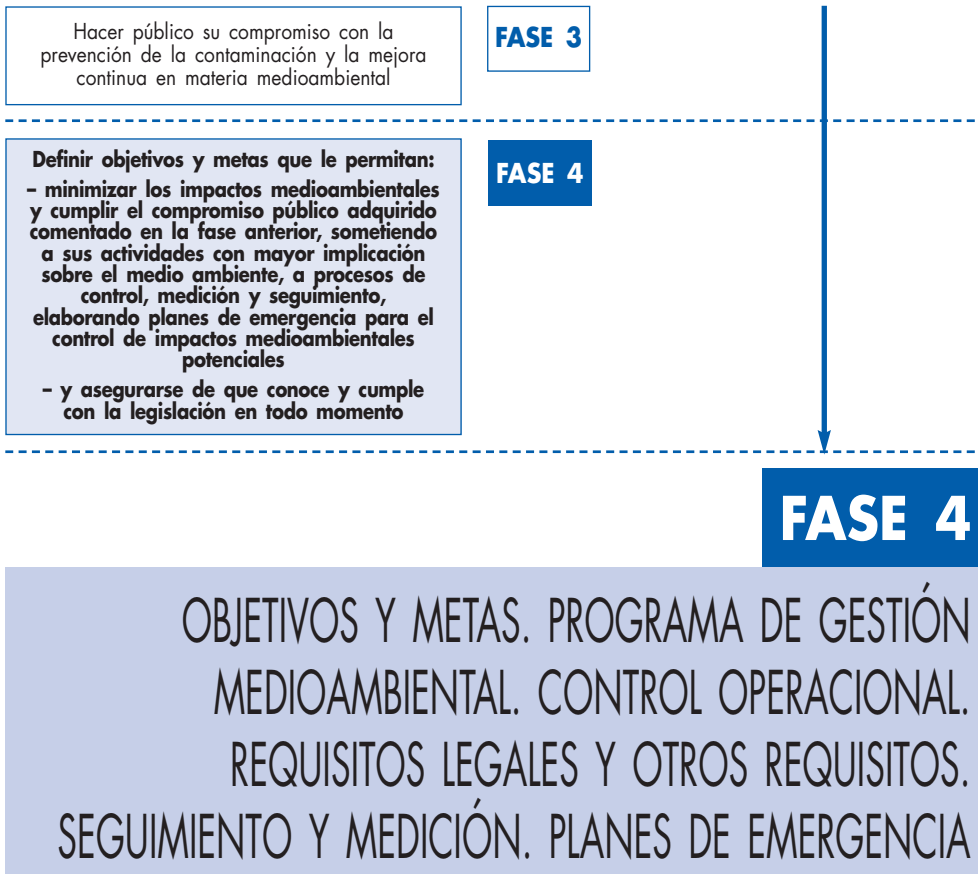 Hacer público su compromiso con la
prevención de la contaminación y la mejora
continua en materia medioambiental
FASE 3
Definir objetivos y metas que le permitan:
– minimizar los impactos medioambientales
y cumplir el compromiso público adquirido
comentado en la fase anterior, sometiendo
a sus actividades con mayor implicación
sobre el medio ambiente, a procesos de
control, medición y seguimiento,
elaborando planes de emergencia para el
control de impactos medioambientales
potenciales
– y asegurarse de que conoce y cumple
con la legislación en todo momento
FASE 4
FASE 4
OBJETIVOS Y METAS. PROGRAMA DE GESTIÓN
MEDIOAMBIENTAL. CONTROL OPERACIONAL.
REQUISITOS LEGALES Y OTROS REQUISITOS.
SEGUIMIENTO Y MEDICIÓN. PLANES DE EMERGENCIA